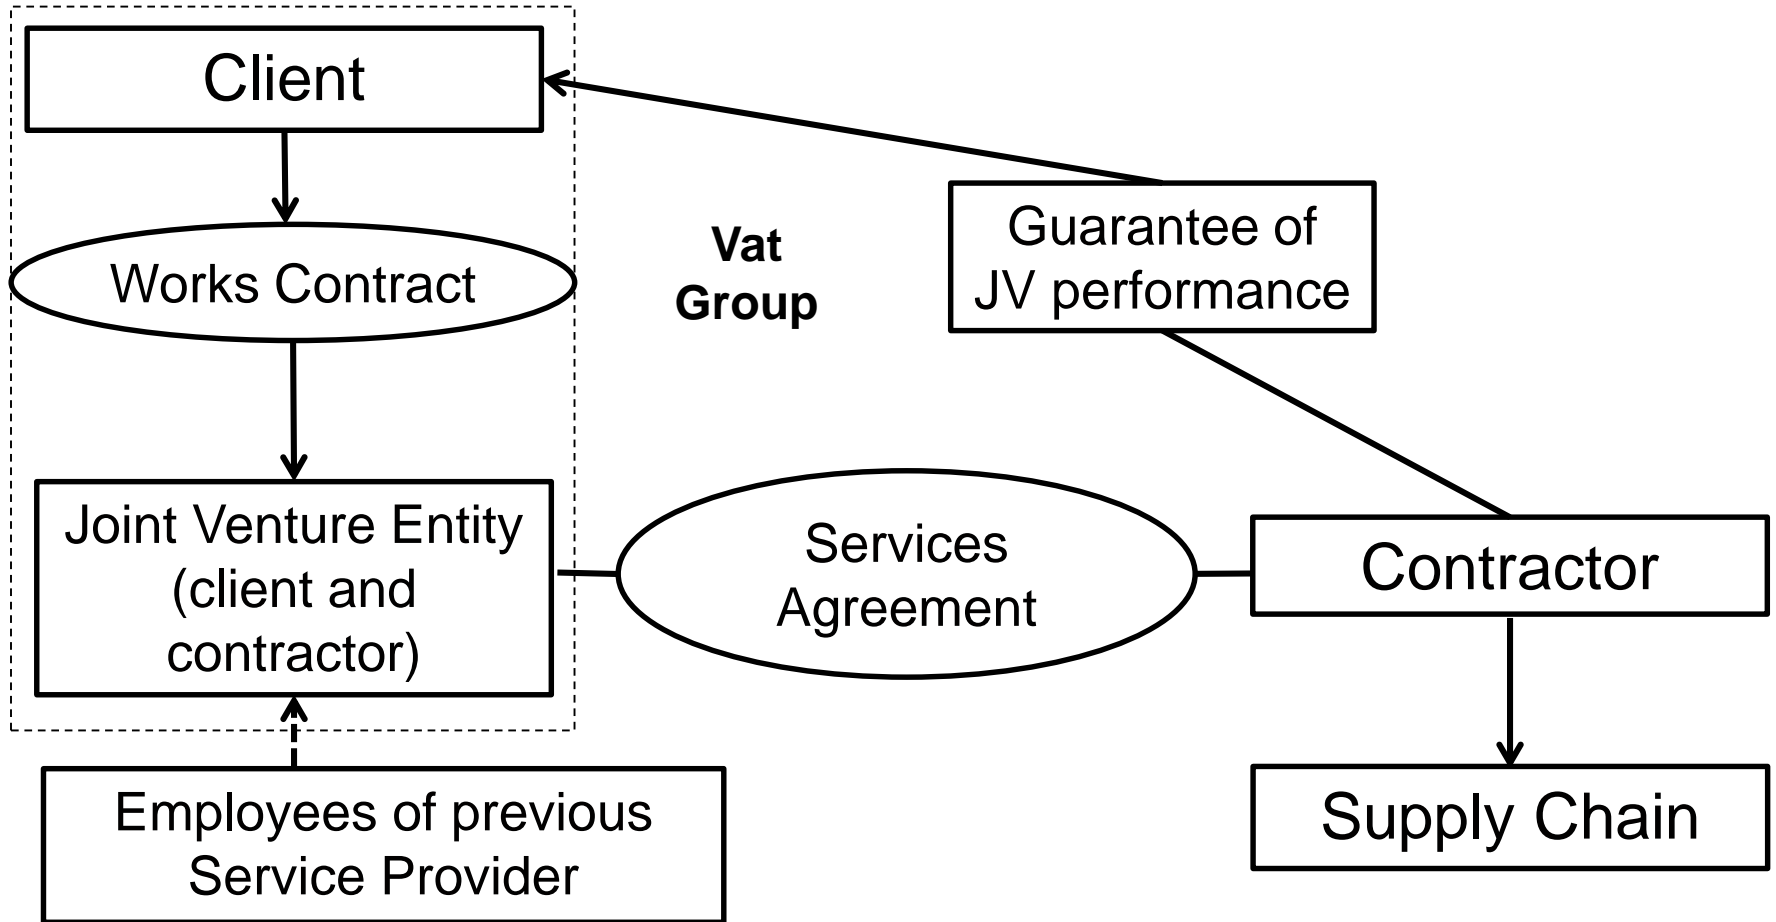 Client
Works Contract
Vat
Group
Guarantee of
JV performance
Joint Venture Entity
(client and
contractor)
Services
Agreement
Contractor
Employees of previous
Service Provider
Supply Chain